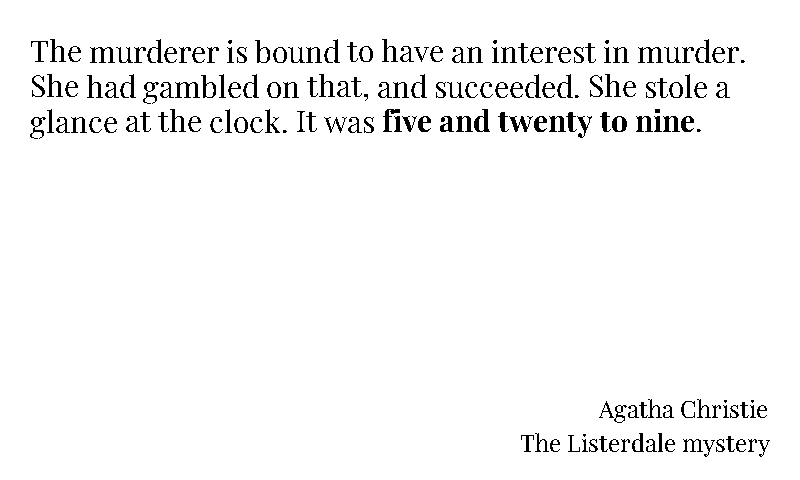 The murderer is bound to have an interest in murder.
She had gambled on that, and succeeded. She stole a
glance at the clock. It was five and twenty to nine.
Agatha Christie
The Listerdale mystery